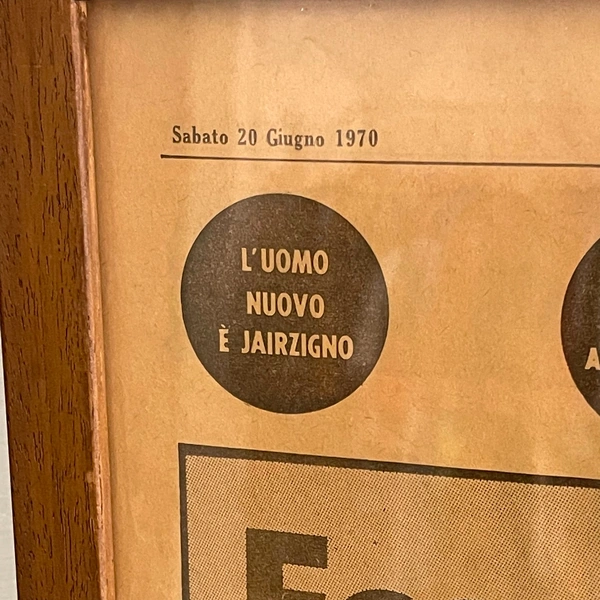 Sabato 20 Giugno 1970
L'UOMO
NUOVO
È JAIRZIGNO